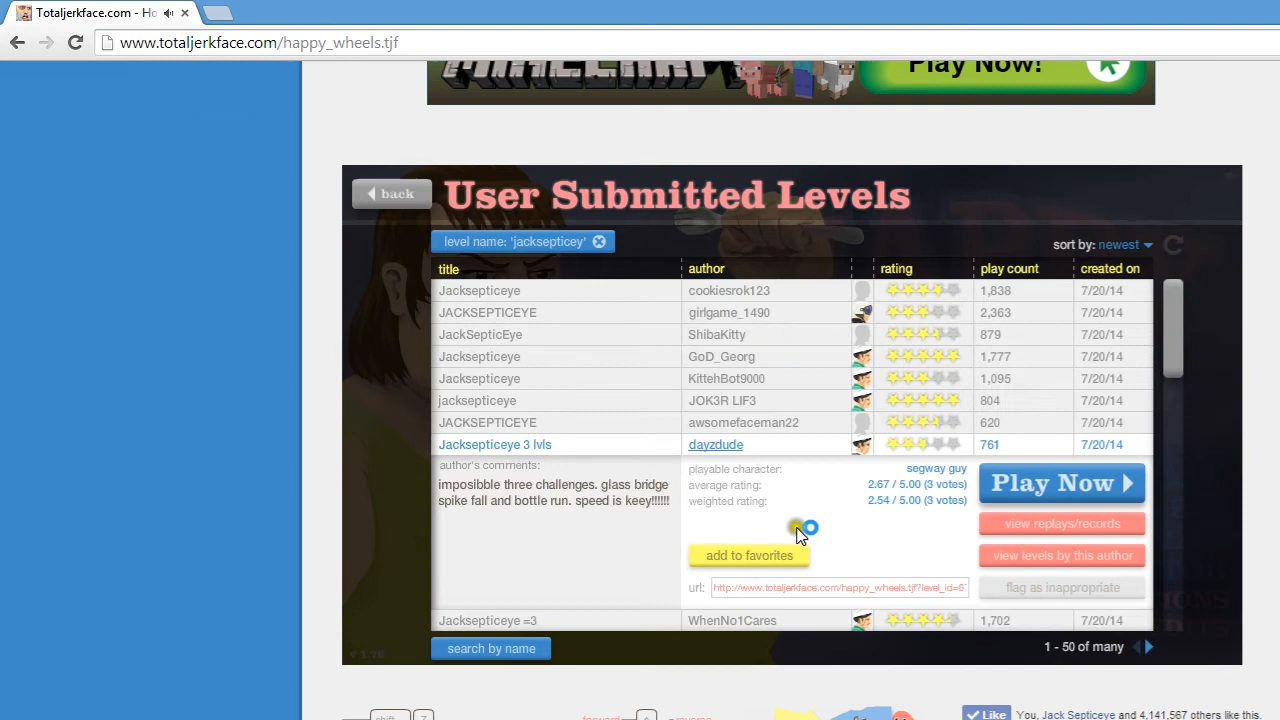 Totaljerkface.com - Ho
www.totaljerkface.com/happy_wheels.tjf
MINECRAFT
Play Now!
back
User Submitted Levels
level name: 'jacksepticey'
sort by: newest
title author rating play count created on
Jacksepticeye cookiesrok123 1,838 7/20/14
JACKSEPTICEYE girlgame_1490 2,363 7/20/14
JackSepticEye ShibaKitty 879 7/20/14
Jacksepticeye GoD_Georg 1,777 7/20/14
Jacksepticeye KittehBot9000 1,095 7/20/14
jacksepticeye JOK3R LIF3 804 7/20/14
JACKSEPTICEYE awsomefaceman22 620 7/20/14
Jacksepticeye 3 lvls dayzdude 761 7/20/14
author's comments:
imposibble three challenges. glass bridge
spike fall and bottle run. speed is keey!!!!!!
playable character: segway guy
average rating: 2.67 / 5.00 (3 votes)
weighted rating: 2.54 / 5.00 (3 votes)
add to favorites
url: http://www.totaljerkface.com/happy_wheels.tjf?level_id=6
Play Now
view replays/records
view levels by this author
flag as inappropriate
Jacksepticeye =3 WhenNo1Cares 1,702 7/20/14
search by name
1 - 50 of many
v 1.76
shift Z forward reverse
Like You, Jack Septiceye and 4,141,567 others like this.